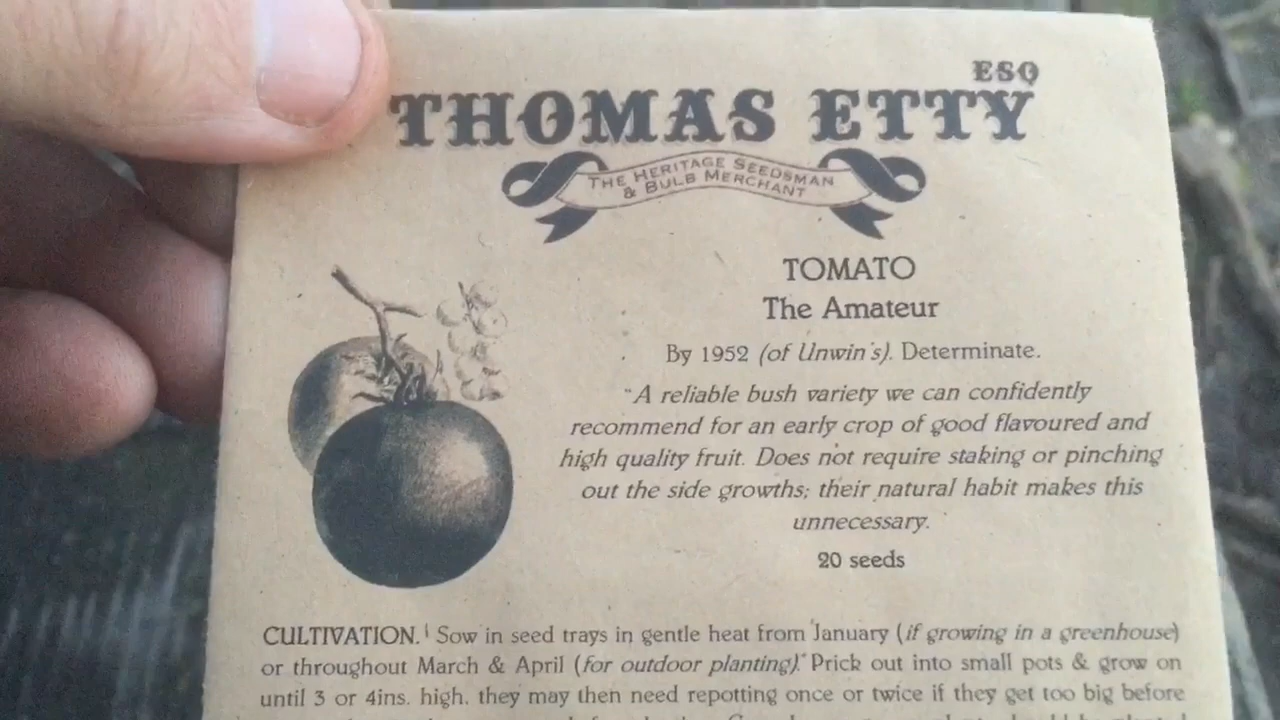 ESQ
THOMAS ETTY
THE HERITAGE SEEDSMAN
& BULB MERCHANT
TOMATO
The Amateur
By 1952 (of Unwin's). Determinate.
"A reliable bush variety we can confidently
recommend for an early crop of good flavoured and
high quality fruit. Does not require staking or pinching
out the side growths; their natural habit makes this
unnecessary.
20 seeds
CULTIVATION. Sow in seed trays in gentle heat from January (if growing in a greenhouse)
or throughout March & April (for outdoor planting). Prick out into small pots & grow on
until 3 or 4ins. high. they may then need repotting once or twice if they get too big before